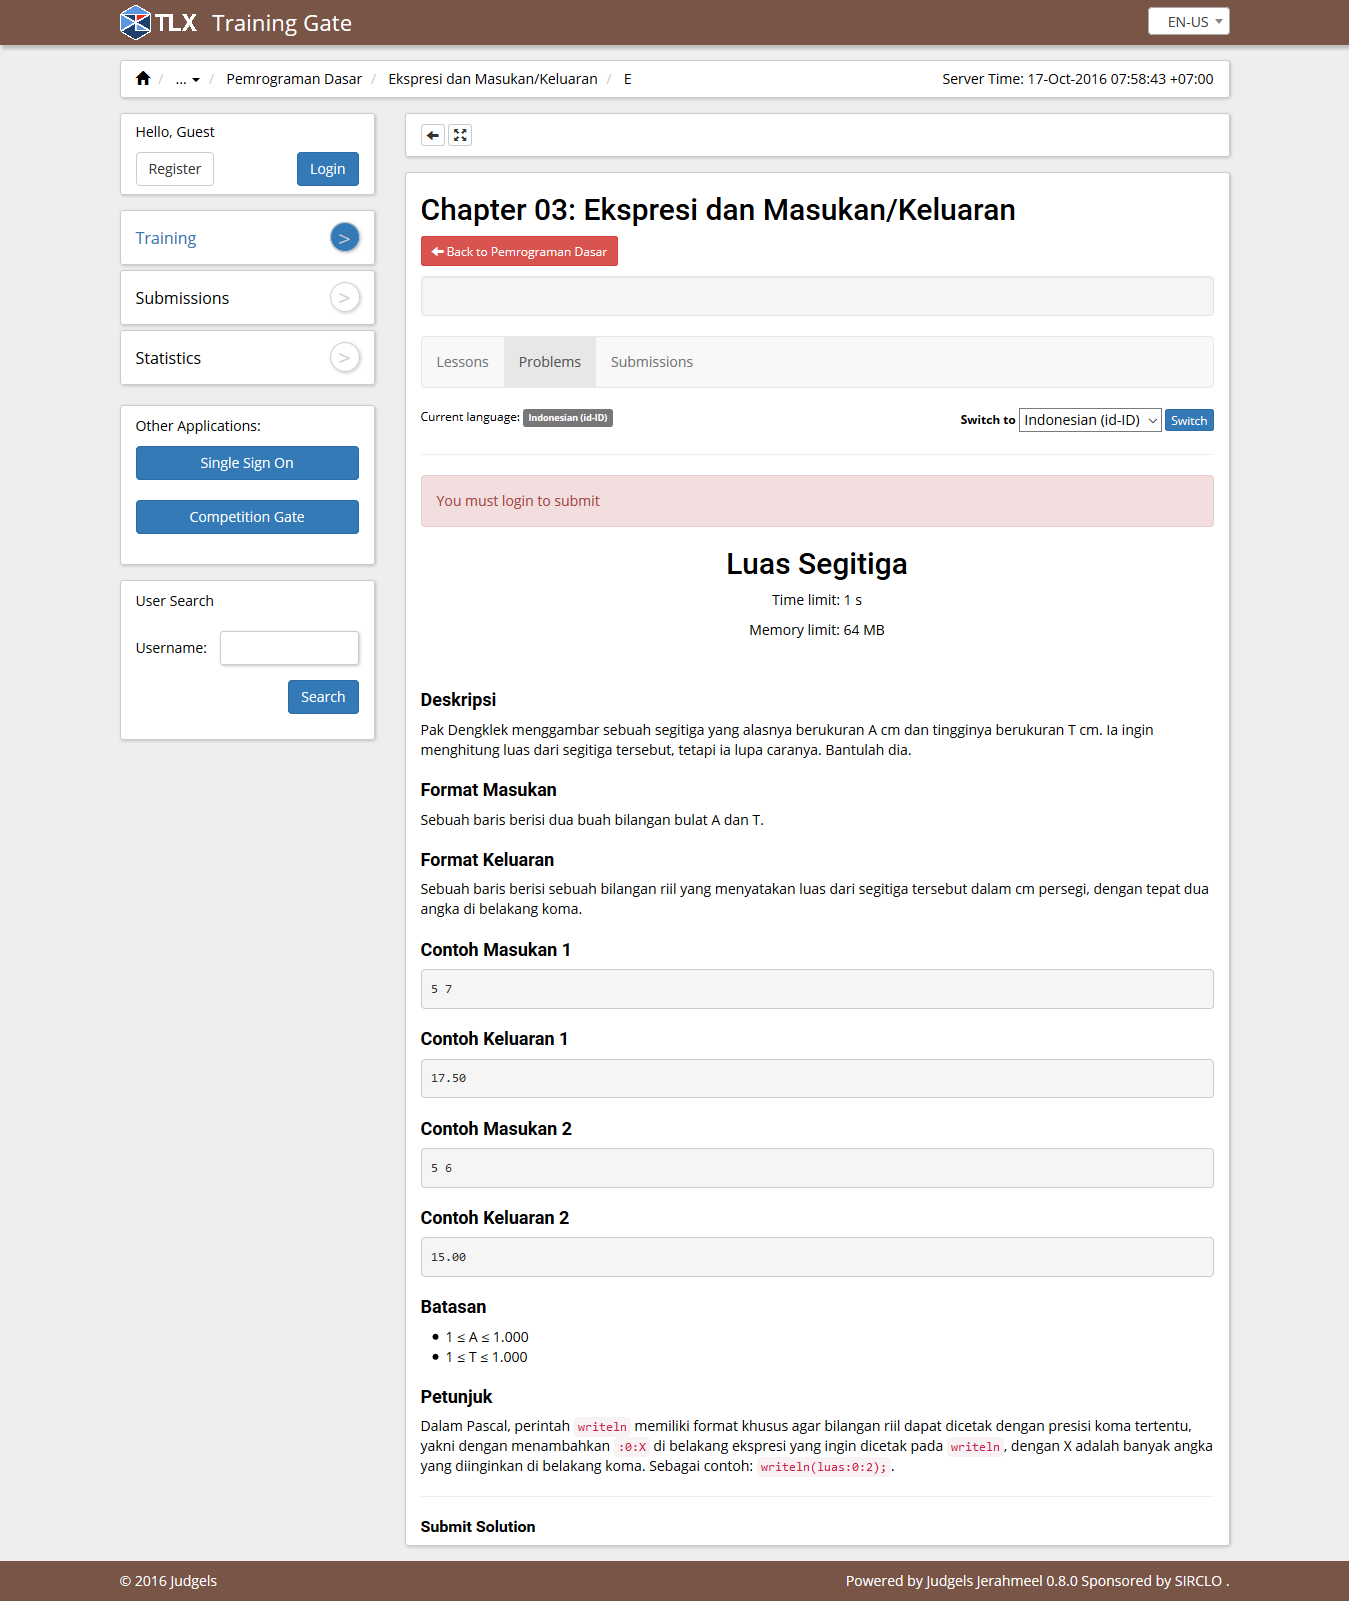 TLX Training Gate
EN-US
... Pemrograman Dasar / Ekspresi dan Masukan/Keluaran / E
Server Time: 17-Oct-2016 07:58:43 +07:00
Hello, Guest
Register
Login
Training >
Submissions >
Statistics >
Other Applications:
Single Sign On
Competition Gate
User Search
Username:
Search
Chapter 03: Ekspresi dan Masukan/Keluaran
Back to Pemrograman Dasar
Lessons Problems Submissions
Current language: Indonesian (id-ID)
Switch to Indonesian (id-ID) Switch
You must login to submit
Luas Segitiga
Time limit: 1 s
Memory limit: 64 MB
Deskripsi
Pak Dengklek menggambar sebuah segitiga yang alasnya berukuran A cm dan tingginya berukuran T cm. Ia ingin
menghitung luas dari segitiga tersebut, tetapi ia lupa caranya. Bantulah dia.
Format Masukan
Sebuah baris berisi dua buah bilangan bulat A dan T.
Format Keluaran
Sebuah baris berisi sebuah bilangan riil yang menyatakan luas dari segitiga tersebut dalam cm persegi, dengan tepat dua
angka di belakang koma.
Contoh Masukan 1
5 7
Contoh Keluaran 1
17.50
Contoh Masukan 2
5 6
Contoh Keluaran 2
15.00
Batasan
• 1 ≤ A ≤ 1.000
• 1 ≤ T ≤ 1.000
Petunjuk
Dalam Pascal, perintah writeln memiliki format khusus agar bilangan riil dapat dicetak dengan presisi koma tertentu,
yakni dengan menambahkan :0:X di belakang ekspresi yang ingin dicetak pada writeln, dengan X adalah banyak angka
yang diinginkan di belakang koma. Sebagai contoh: writeln(luas:0:2);.
Submit Solution
© 2016 Judgels
Powered by Judgels Jerahmeel 0.8.0 Sponsored by SIRCLO .